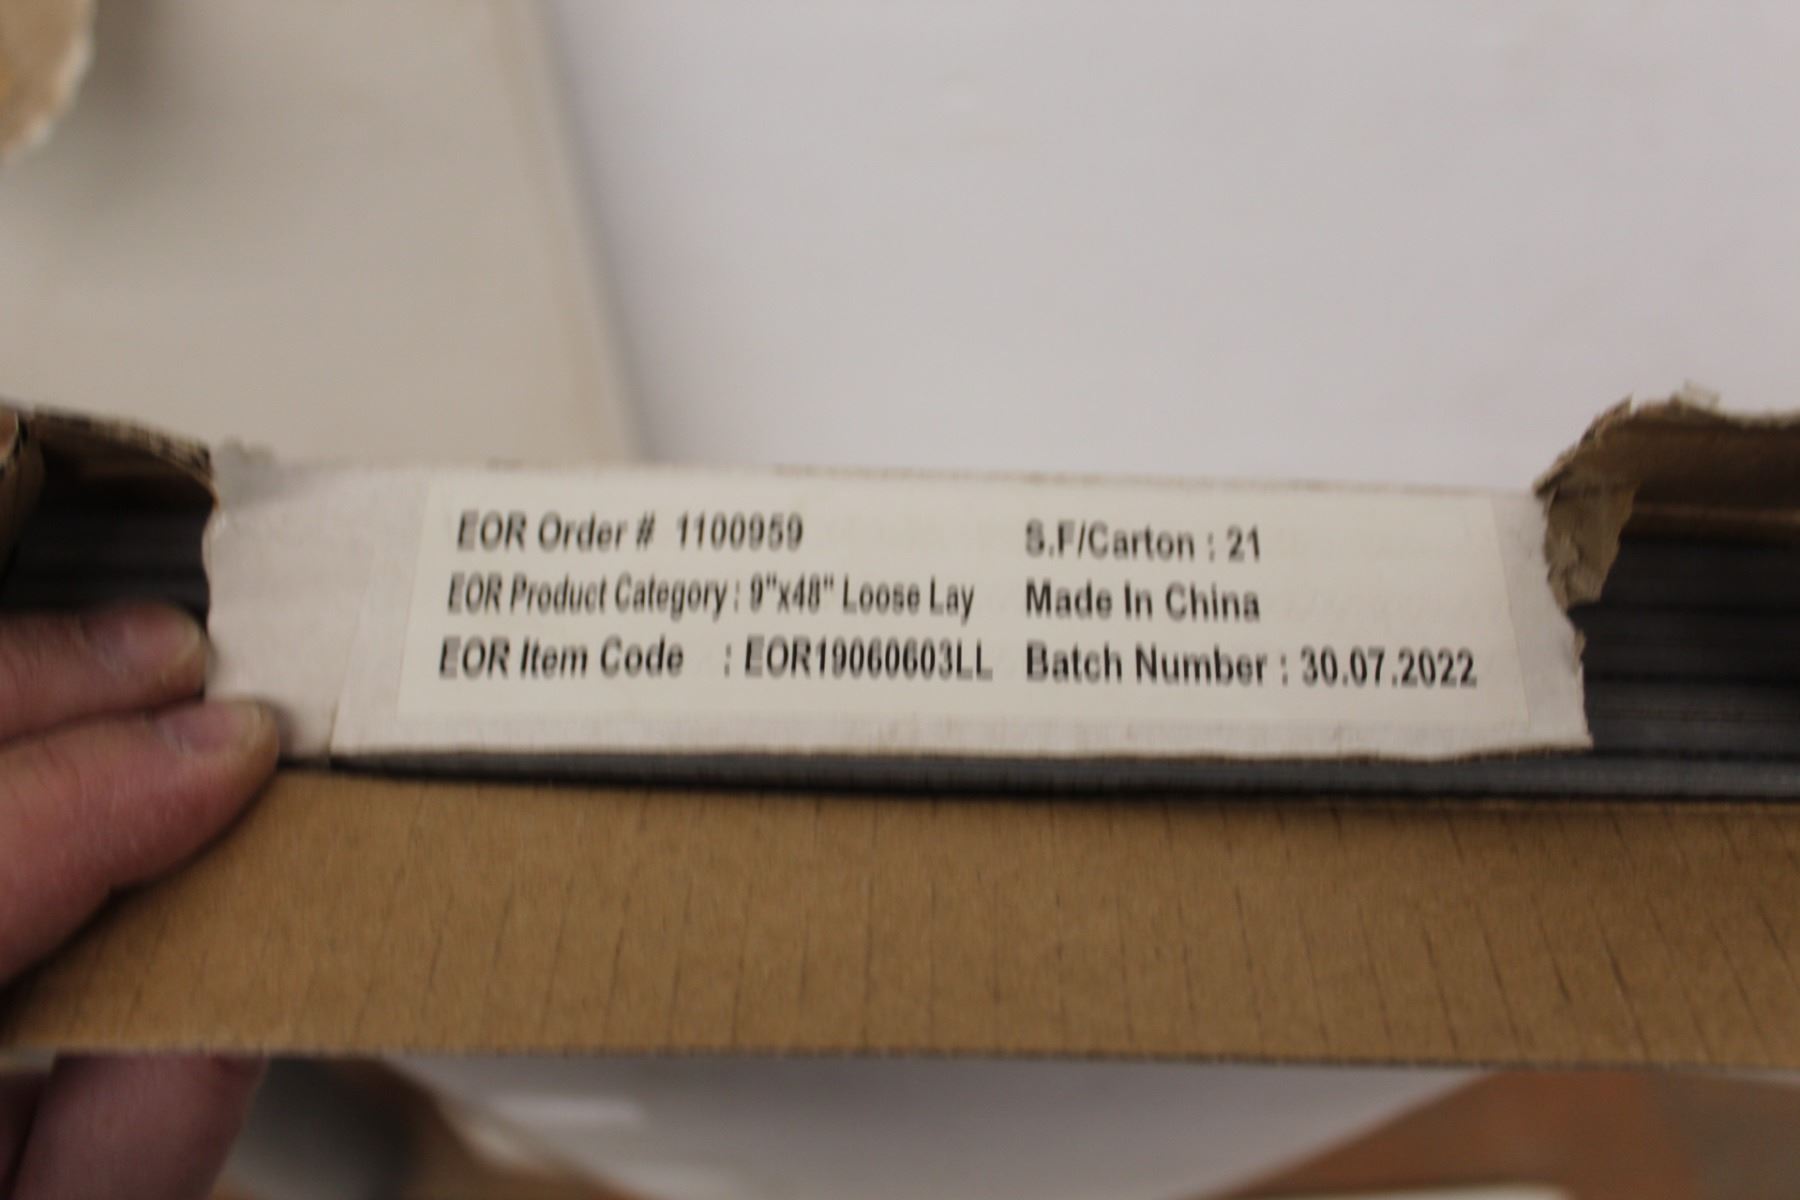 EOR Order # 1100959
S.F/Carton : 21
EOR Product Category : 9"x48" Loose Lay
Made In China
EOR Item Code : EOR19060603LL
Batch Number : 30.07.2022